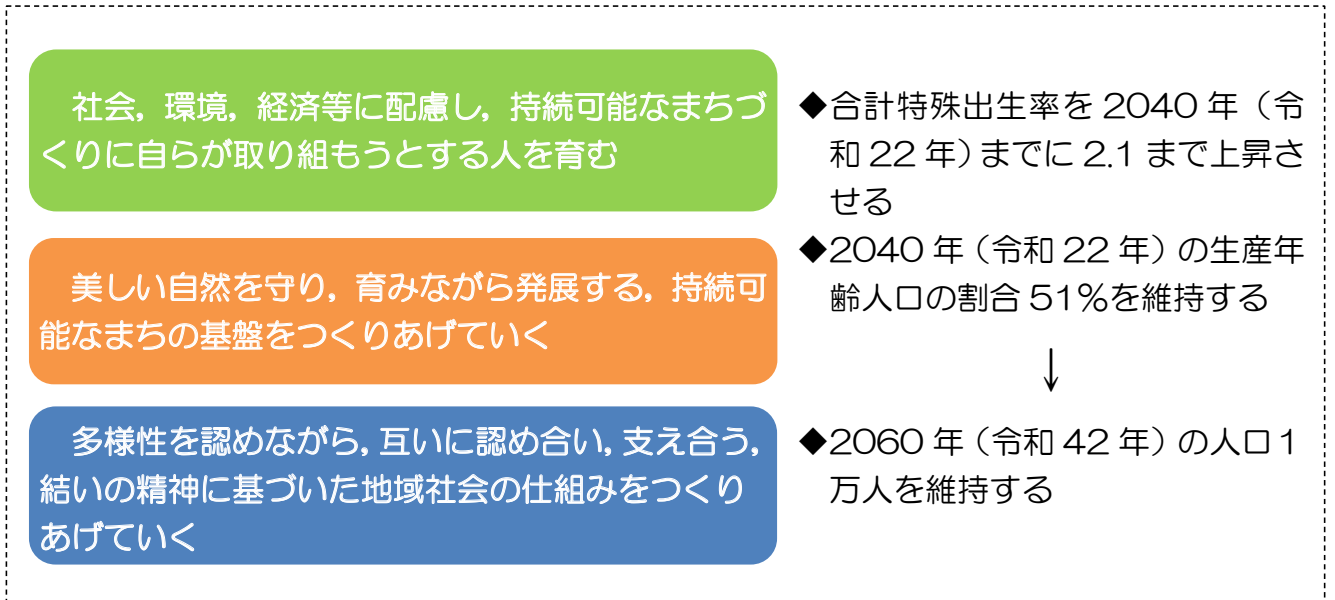 社会，環境，経済等に配慮し，持続可能なまちづ
くりに自らが取り組もうとする人を育む
美しい自然を守り，育みながら発展する，持続可
能なまちの基盤をつくりあげていく
多様性を認めながら，互いに認め合い，支え合う，
結いの精神に基づいた地域社会の仕組みをつくり
あげていく
◆合計特殊出生率を 2040 年（令
和 22 年）までに 2.1 まで上昇さ
せる
◆2040 年（令和 22 年）の生産年
齢人口の割合 51％を維持する
↓
◆2060 年（令和 42 年）の人口 1
万人を維持する